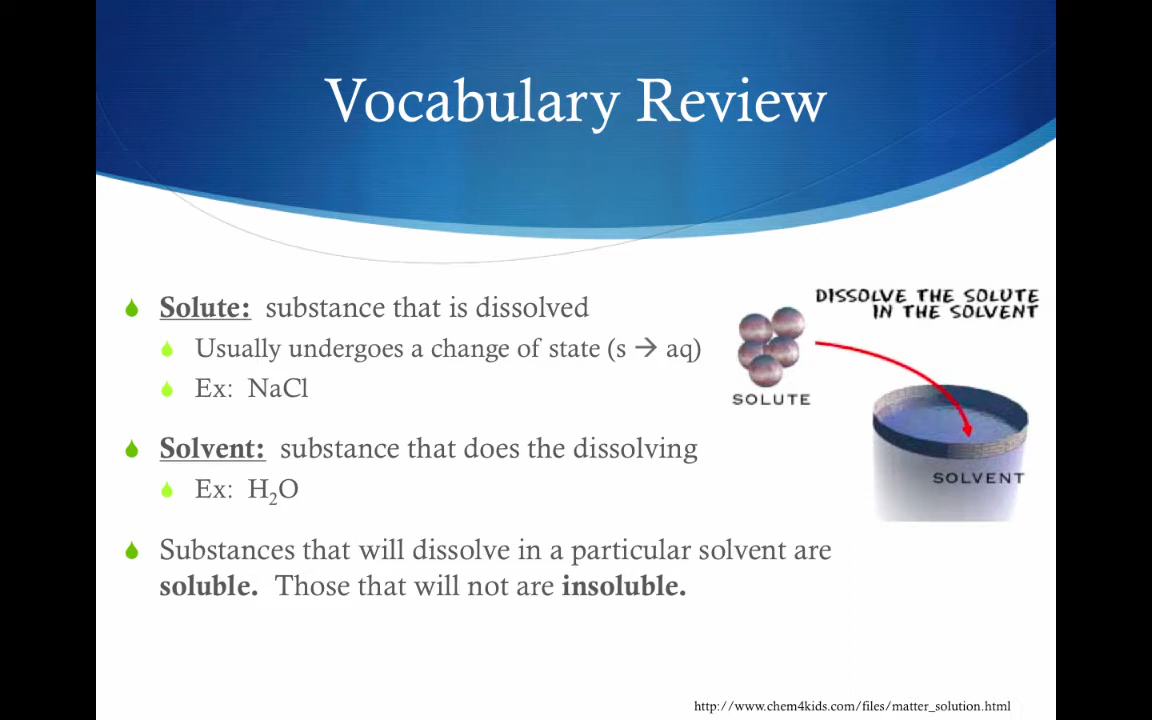 Vocabulary Review
Solute:  substance that is dissolved
Usually undergoes a change of state (s → aq)
Ex:  NaCl
Solvent:  substance that does the dissolving
Ex:  H₂O
Substances that will dissolve in a particular solvent are
soluble.  Those that will not are insoluble.
DISSOLVE THE SOLUTE
IN THE SOLVENT
SOLUTE
SOLVENT
http://www.chem4kids.com/files/matter_solution.html